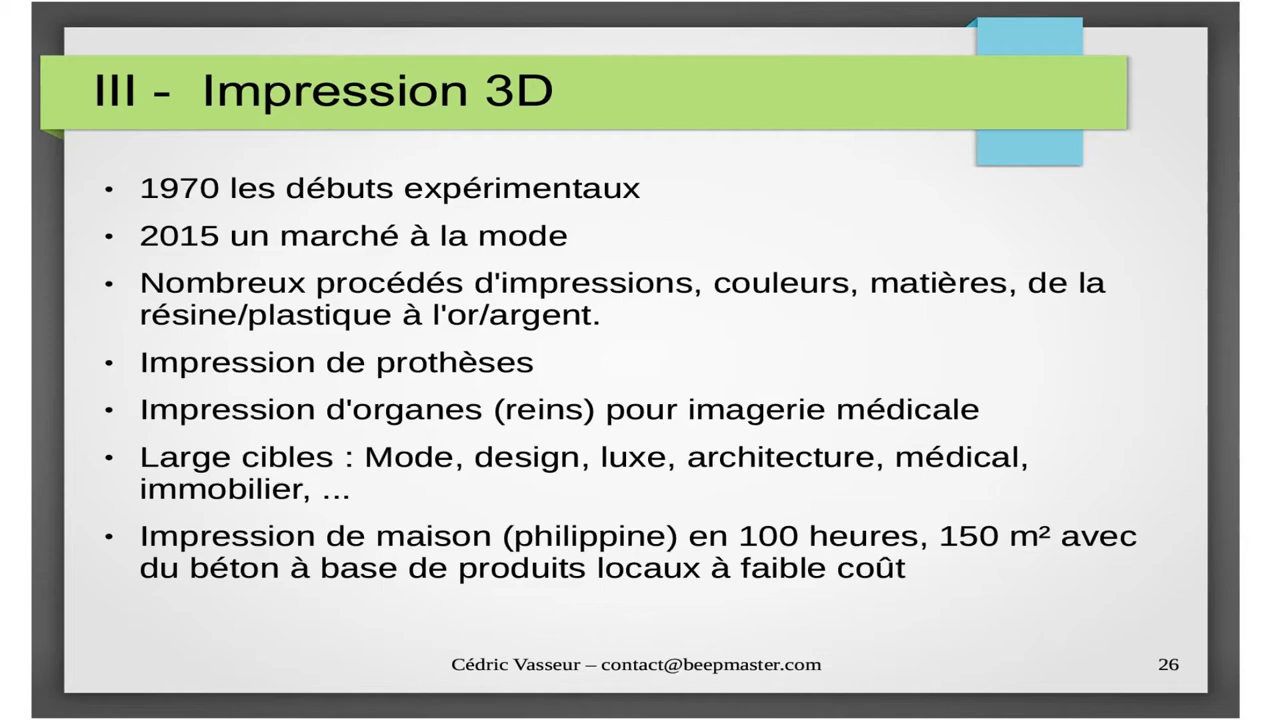 III - Impression 3D
• 1970 les débuts expérimentaux
• 2015 un marché à la mode
• Nombreux procédés d'impressions, couleurs, matières, de la
résine/plastique à l'or/argent.
• Impression de prothèses
• Impression d'organes (reins) pour imagerie médicale
• Large cibles : Mode, design, luxe, architecture, médical,
immobilier, ...
• Impression de maison (philippine) en 100 heures, 150 m² avec
du béton à base de produits locaux à faible coût
Cédric Vasseur – contact@beepmaster.com 26